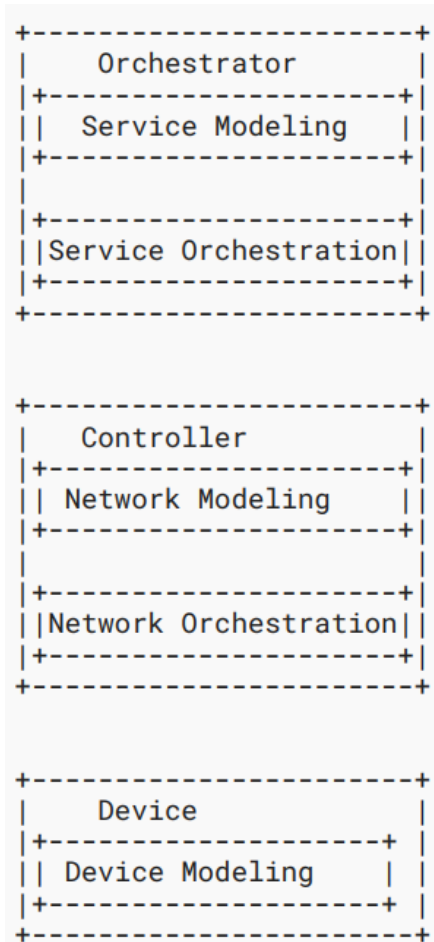 +-----------------------+
|    Orchestrator       |
|+---------------------+|
||  Service Modeling   ||
|+---------------------+|
|                       |
|+---------------------+|
||Service Orchestration||
|+---------------------+|
+-----------------------+
+-----------------------+
|   Controller          |
|+---------------------+|
|| Network Modeling    ||
|+---------------------+|
|                       |
|+---------------------+|
||Network Orchestration||
|+---------------------+|
+-----------------------+
+-----------------------+
|    Device             |
|+--------------------+ |
|| Device Modeling    | |
|+--------------------+ |
+-----------------------+